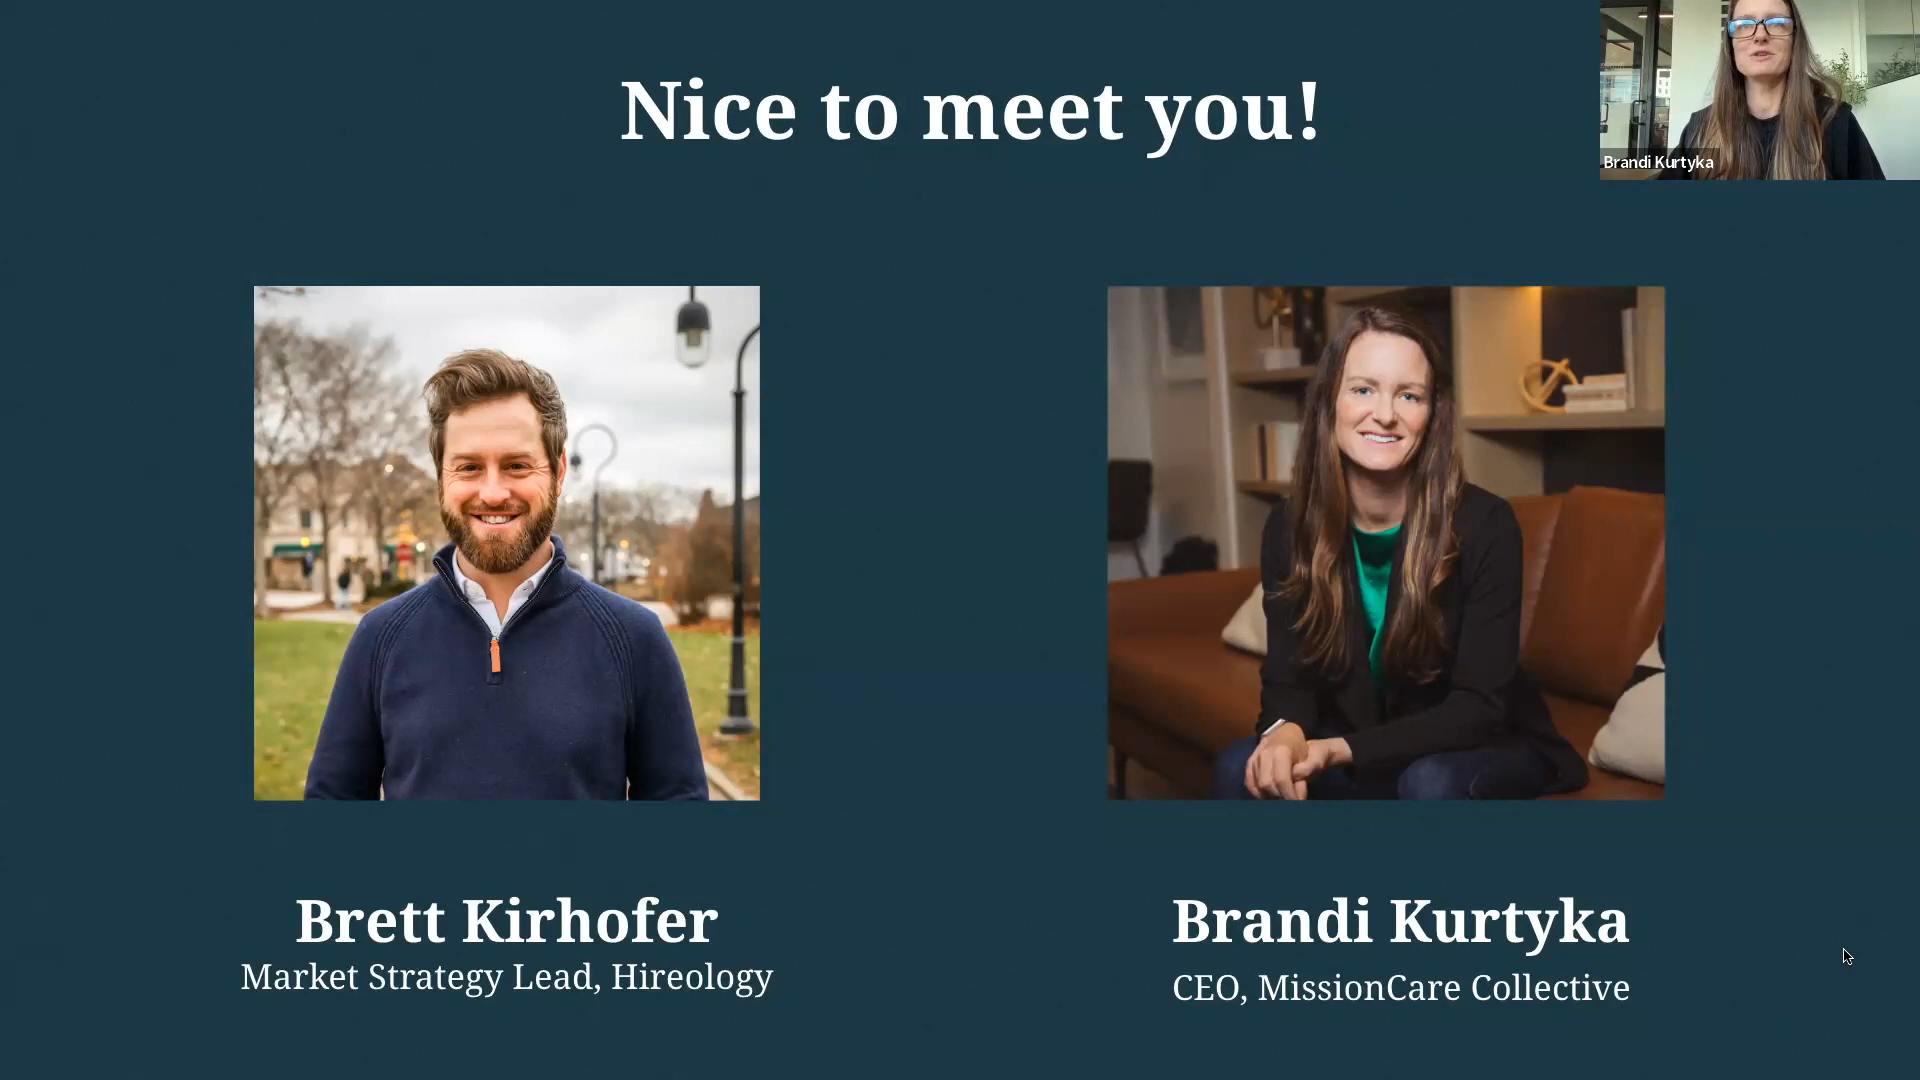 Nice to meet you!
Brandi Kurtyka
Brett Kirhofer
Market Strategy Lead, Hireology
Brandi Kurtyka
CEO, MissionCare Collective